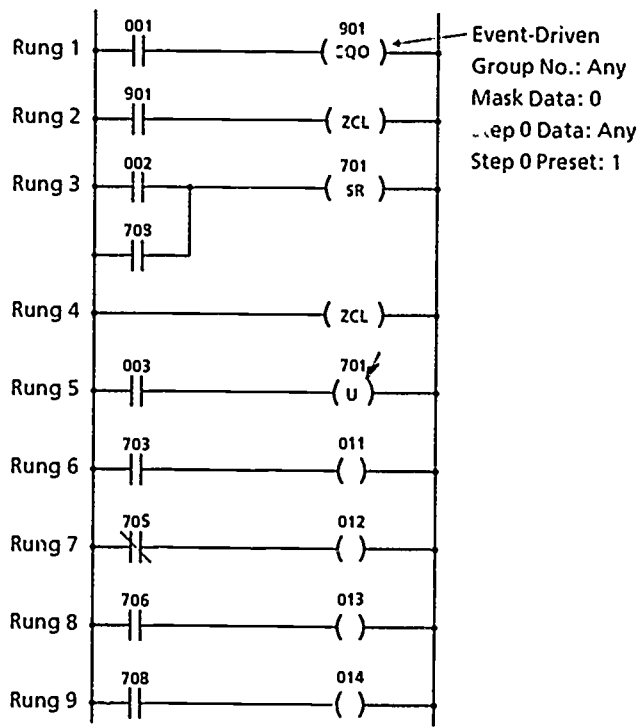 001 901
Rung 1 Event-Driven
Group No.: Any
901 Mask Data: 0
Rung 2 ZCL 0 Data: Any
002 701 Step 0 Preset: 1
Rung 3 SR
708
Rung 4 ZCL
003 701
Rung 5 U
703 011
Rung 6
705 012
Rung 7
706 013
Rung 8
708 014
Rung 9